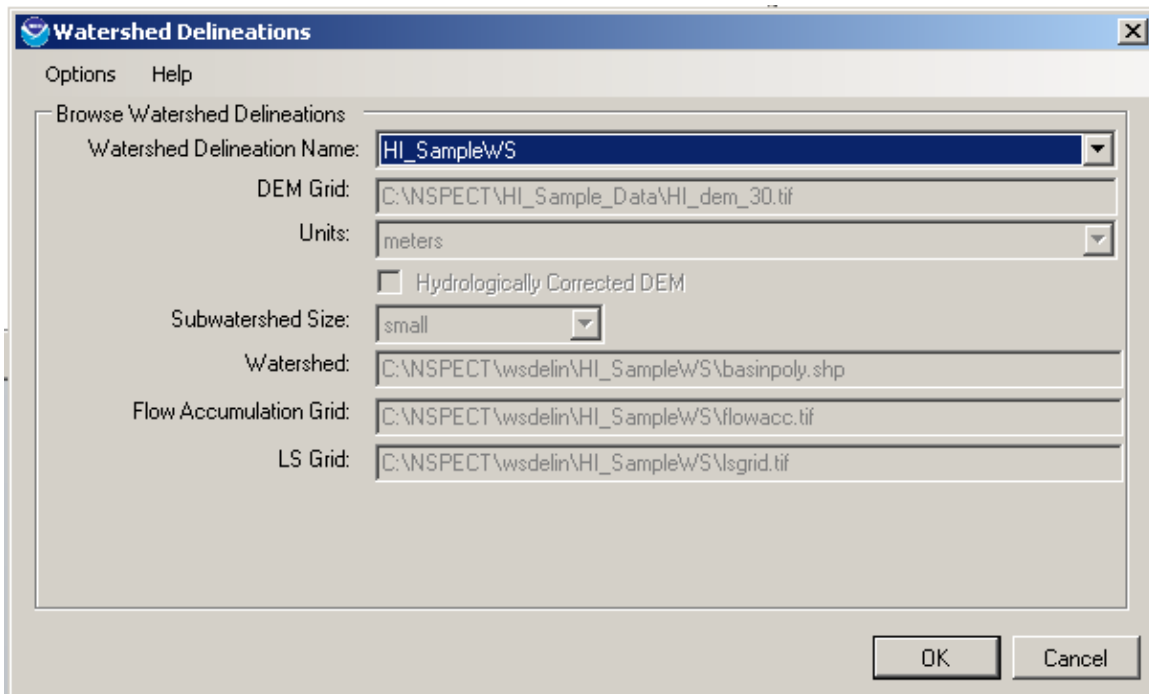 Watershed Delineations
Options Help
Browse Watershed Delineations
Watershed Delineation Name: HI_SampleWS
DEM Grid: C:\NSPECT\HI_Sample_Data\HI_dem_30.tif
Units: meters
Hydrologically Corrected DEM
Subwatershed Size: small
Watershed: C:\NSPECT\wsdelin\HI_SampleWS\basinpoly.shp
Flow Accumulation Grid: C:\NSPECT\wsdelin\HI_SampleWS\flowacc.tif
LS Grid: C:\NSPECT\wsdelin\HI_SampleWS\lsgrid.tif
OK Cancel